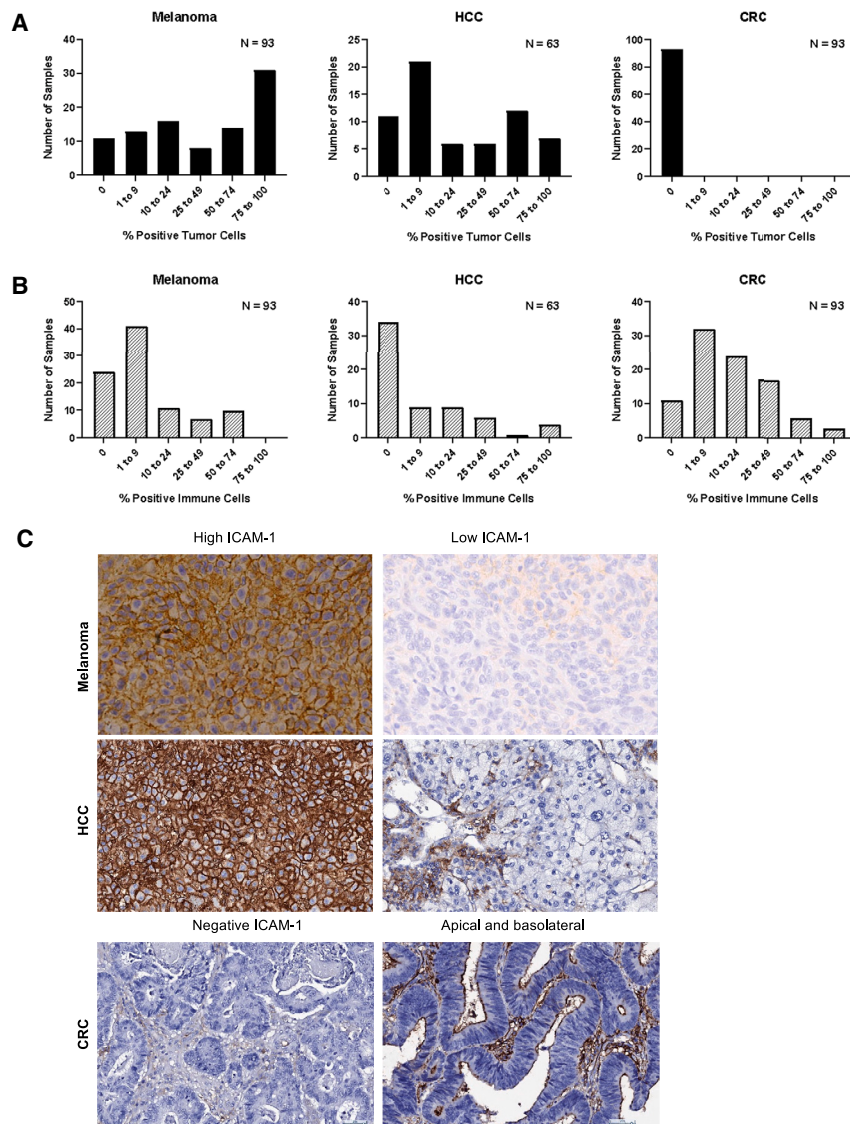 A
Melanoma
N = 93
Number of Samples
40
30
20
10
0
0
1 to 9
10 to 24
25 to 49
50 to 74
75 to 100
% Positive Tumor Cells
HCC
N = 63
Number of Samples
25
20
15
10
5
0
0
1 to 9
10 to 24
25 to 49
50 to 74
75 to 100
% Positive Tumor Cells
CRC
N = 93
Number of Samples
100
80
60
40
20
0
0
1 to 9
10 to 24
25 to 49
50 to 74
75 to 100
% Positive Tumor Cells
B
Melanoma
N = 93
Number of Samples
50
40
30
20
10
0
0
1 to 9
10 to 24
25 to 49
50 to 74
75 to 100
% Positive Immune Cells
HCC
N = 63
Number of Samples
40
30
20
10
0
0
1 to 9
10 to 24
25 to 49
50 to 74
75 to 100
% Positive Immune Cells
CRC
N = 93
Number of Samples
40
30
20
10
0
0
1 to 9
10 to 24
25 to 49
50 to 74
75 to 100
% Positive Immune Cells
C
High ICAM-1
Low ICAM-1
Melanoma
HCC
Negative ICAM-1
Apical and basolateral
CRC